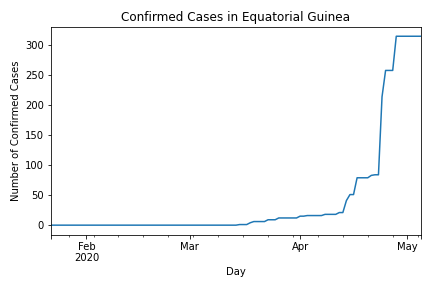 Confirmed Cases in Equatorial Guinea
Number of Confirmed Cases
300
250
200
150
100
50
0
Feb Mar Apr May
2020
Day